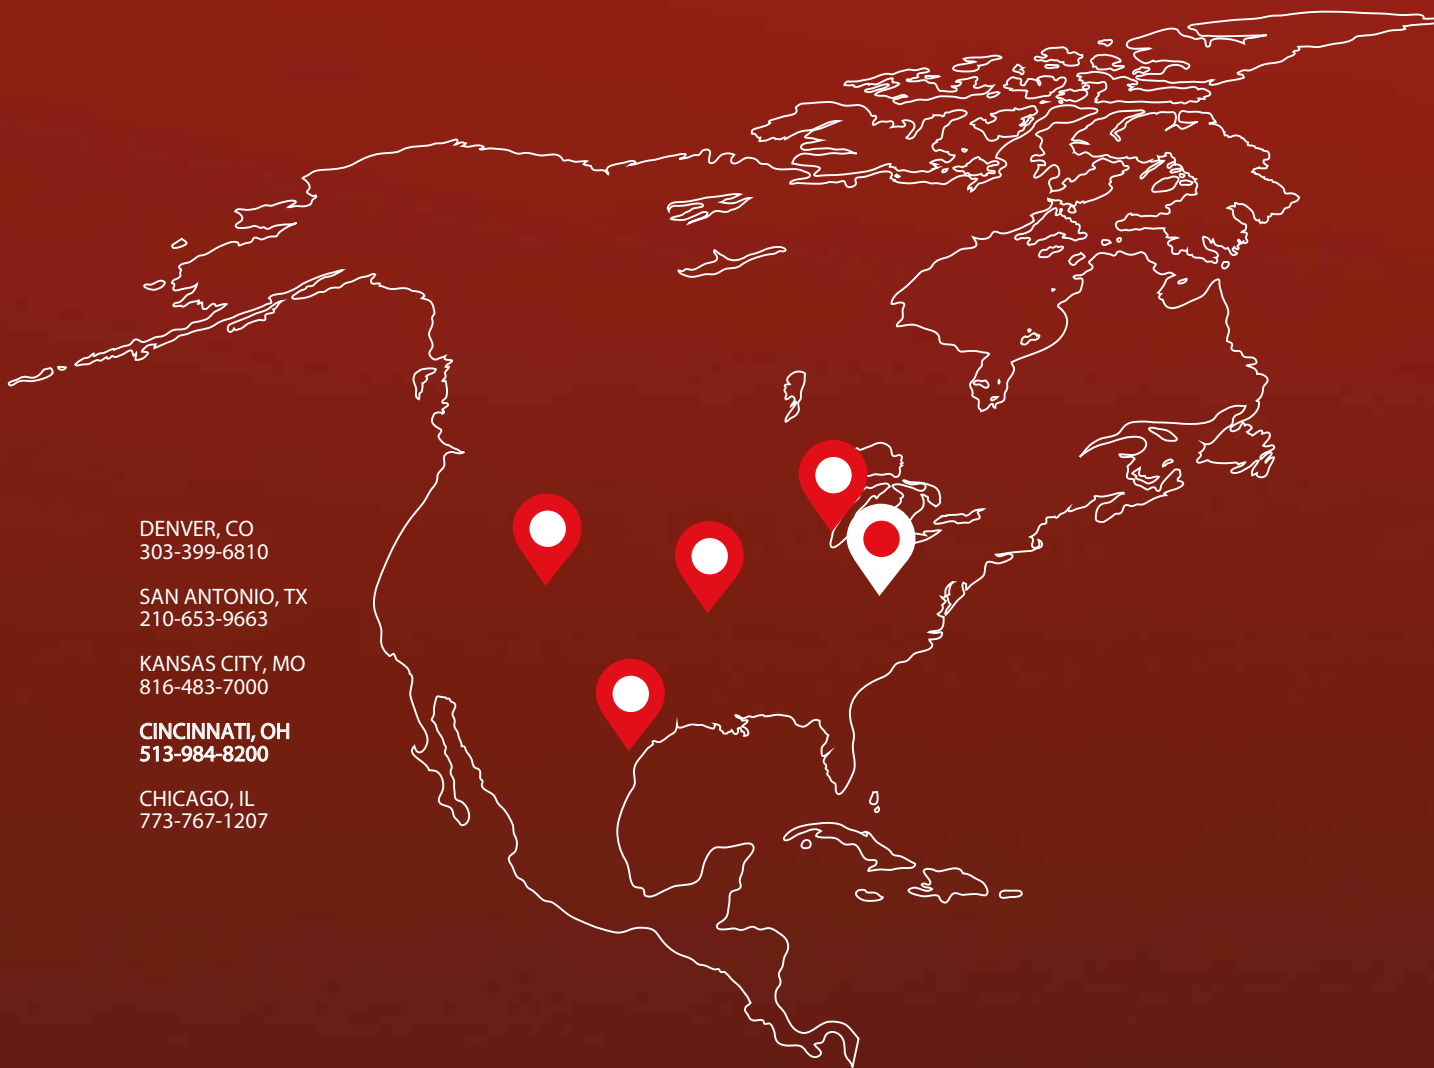 DENVER, CO
303-399-6810
SAN ANTONIO, TX
210-653-9663
KANSAS CITY, MO
816-483-7000
CINCINNATI, OH
513-984-8200
CHICAGO, IL
773-767-1207